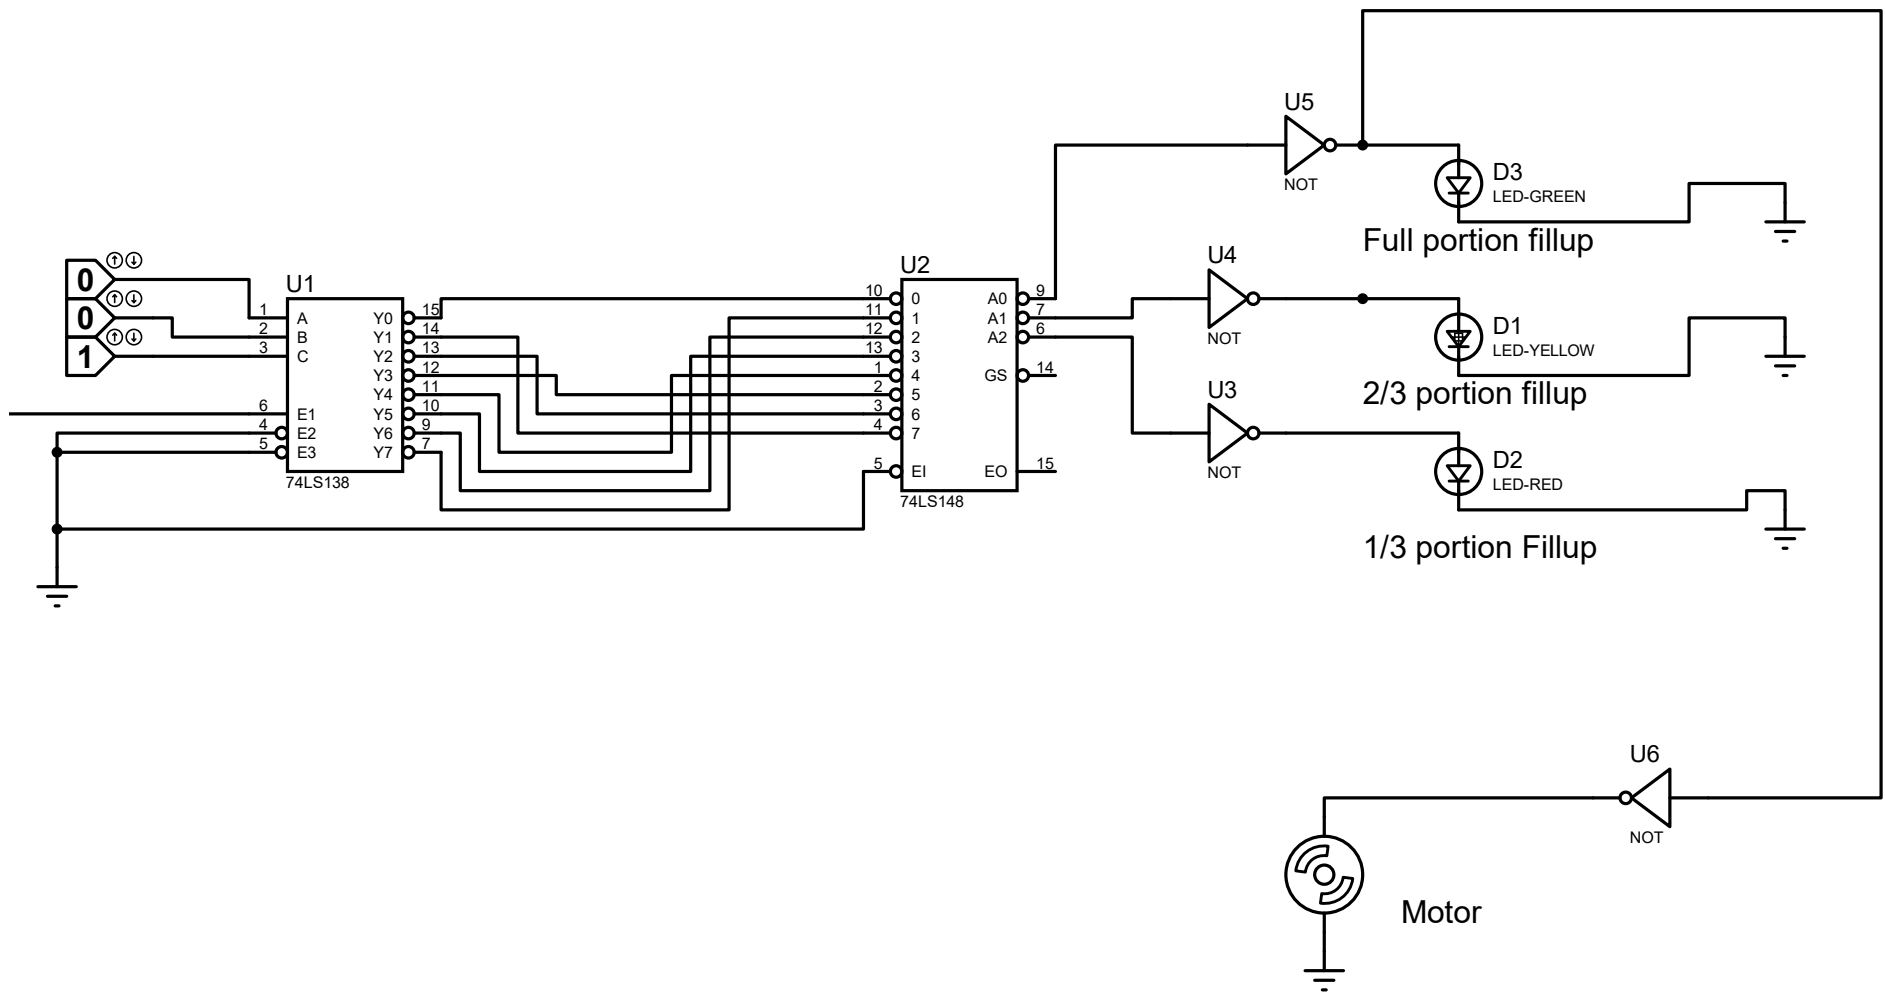 U5
NOT
D3
LED-GREEN
Full portion fillup
0
0
1
U1
1 A Y0 15
2 B Y1 14
3 C Y2 13
Y3 12
Y4 11
6 E1 Y5 10
4 E2 Y6 9
5 E3 Y7 7
74LS138
U2
10 0 A0 9
11 1 A1 7
12 2 A2 6
13 3
1 4 GS 14
2 5
3 6
4 7
5 EI EO 15
74LS148
U4
NOT
D1
LED-YELLOW
2/3 portion fillup
U3
NOT
D2
LED-RED
1/3 portion Fillup
U6
NOT
Motor